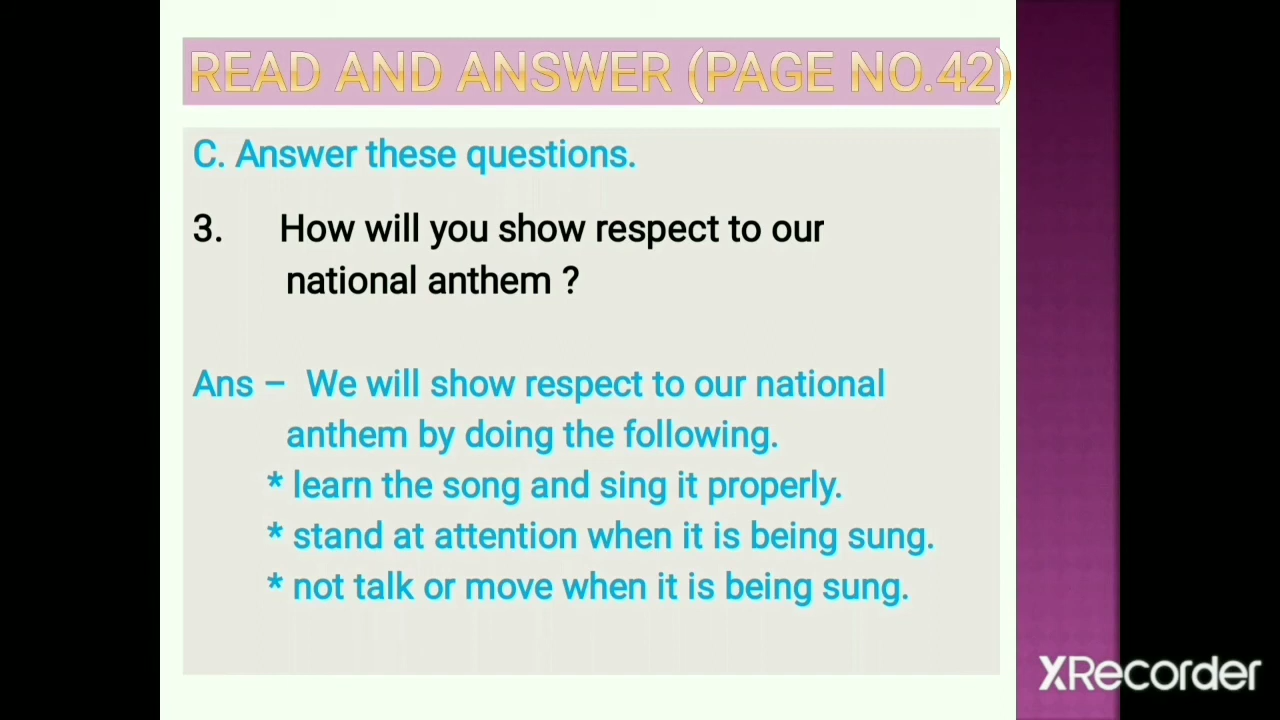 READ AND ANSWER (PAGE NO.42)
C. Answer these questions.
3. How will you show respect to our
national anthem ?
Ans – We will show respect to our national
anthem by doing the following.
* learn the song and sing it properly.
* stand at attention when it is being sung.
* not talk or move when it is being sung.
XRecorder